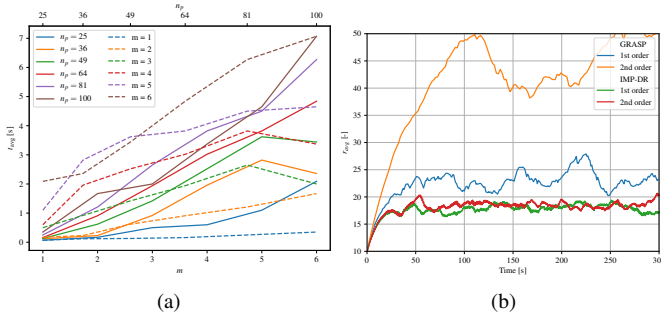 n_p
25 36 49 64 81 100
n_p = 25
n_p = 36
n_p = 49
n_p = 64
n_p = 81
n_p = 100
m = 1
m = 2
m = 3
m = 4
m = 5
m = 6
7
6
5
4
3
2
1
0
t_avg [s]
1 2 3 4 5 6
m
(a)
50
45
40
35
30
25
20
15
10
r_avg [-]
GRASP
1st order
2nd order
IMP-DR
1st order
2nd order
0 50 100 150 200 250 300
Time [s]
(b)